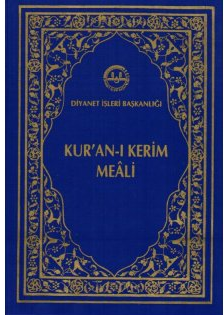 DİYANET İŞLERİ BAŞKANLIĞI
KUR'AN-I KERİM
MEÂLİ